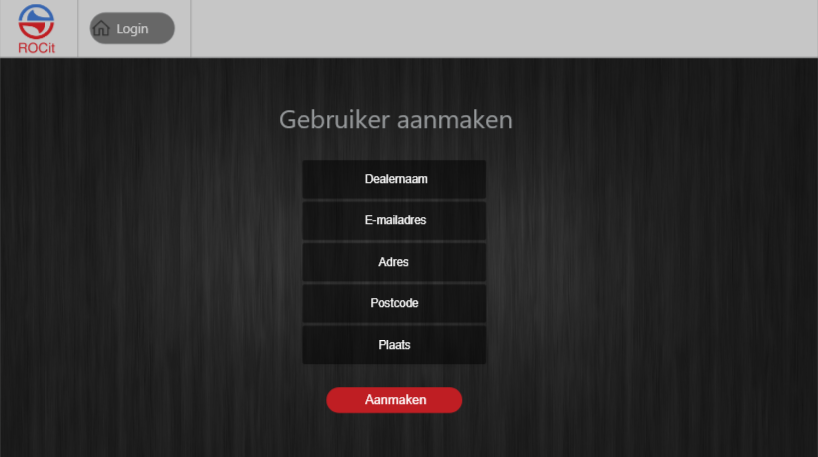 ROCit
Login
Gebruiker aanmaken
Dealernaam
E-mailadres
Adres
Postcode
Plaats
Aanmaken